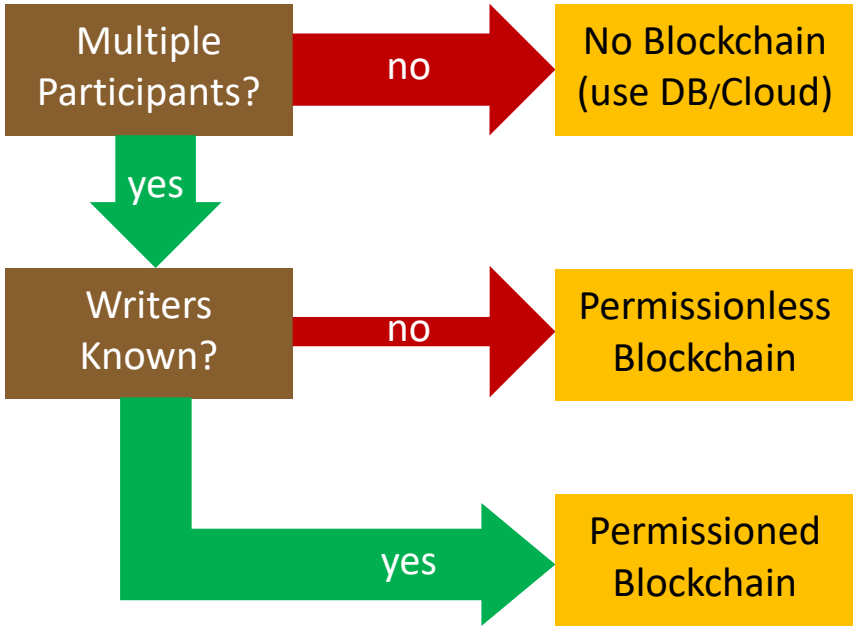 Multiple
Participants?
no
No Blockchain
(use DB/Cloud)
yes
Writers
Known?
no
Permissionless
Blockchain
yes
Permissioned
Blockchain